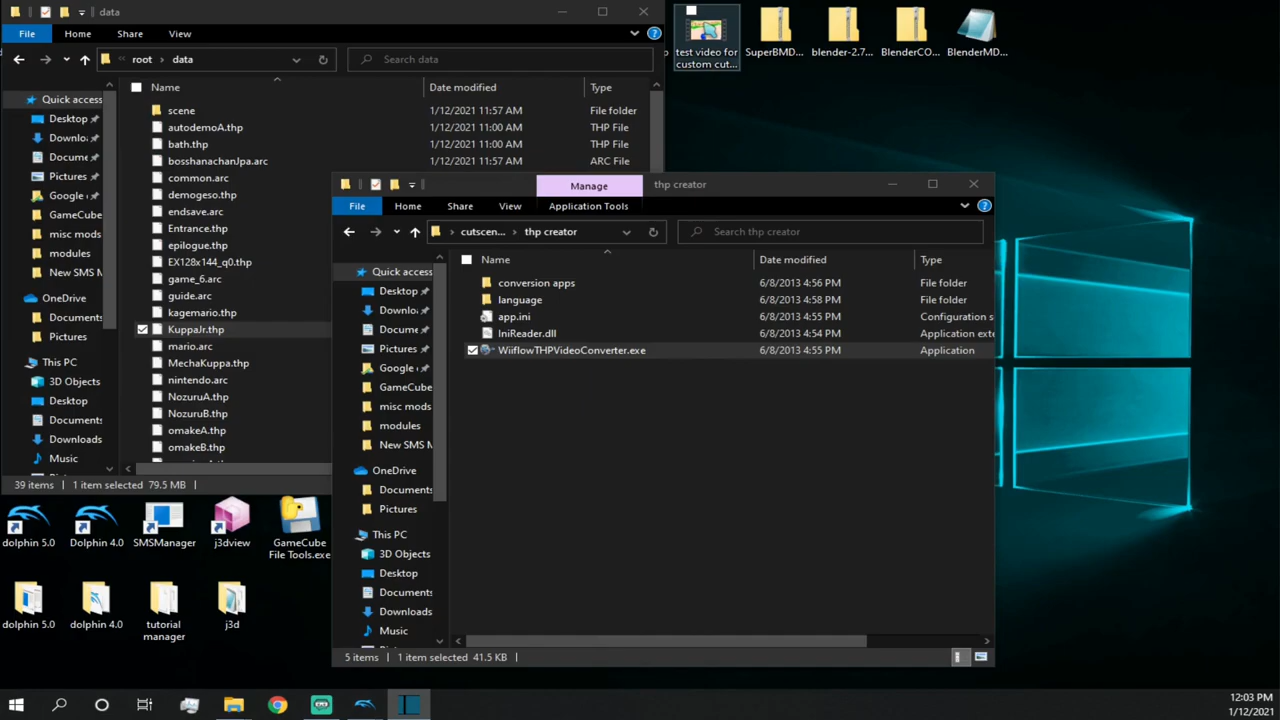 data
File Home Share View
root data
Search data
Name Date modified Type
Quick access
Desktop
Downlo
Docume
Pictures
Google
GameCube
misc mods
modules
New SMS M
OneDrive
Documents
Pictures
This PC
3D Objects
Desktop
Documents
Downloads
Music
scene 1/12/2021 11:57 AM File folder
autodemoA.thp 1/12/2021 11:00 AM THP File
bath.thp 1/12/2021 11:00 AM THP File
bosshanachanJpa.arc 1/12/2021 11:57 AM ARC File
common.arc
demogeso.thp
endsave.arc
Entrance.thp
epilogue.thp
EX128x144_q0.thp
game_6.arc
guide.arc
kagemario.thp
KuppaJr.thp
mario.arc
MechaKuppa.thp
nintendo.arc
NozuruA.thp
NozuruB.thp
omakeA.thp
omakeB.thp
39 items 1 item selected 79.5 MB
test video for
custom cut...
SuperBMD...
blender-2.7...
BlenderCO...
BlenderMD...
Manage thp creator
File Home Share View Application Tools
cutscen... thp creator
Search thp creator
Name Date modified Type
Quick access
Desktop
Downlo
Docume
Pictures
Google
GameCube
misc mods
modules
New SMS M
OneDrive
Documents
Pictures
This PC
3D Objects
Desktop
Documents
Downloads
Music
conversion apps 6/8/2013 4:56 PM File folder
language 6/8/2013 4:58 PM File folder
app.ini 6/8/2013 4:55 PM Configuration s
IniReader.dll 6/8/2013 4:54 PM Application exte
WiiflowTHPVideoConverter.exe 6/8/2013 4:55 PM Application
5 items 1 item selected 41.5 KB
dolphin 5.0
Dolphin 4.0
SMSManager
j3dview
GameCube
File Tools.exe
dolphin 5.0
dolphin 4.0
tutorial
manager
j3d
12:03 PM
1/12/2021